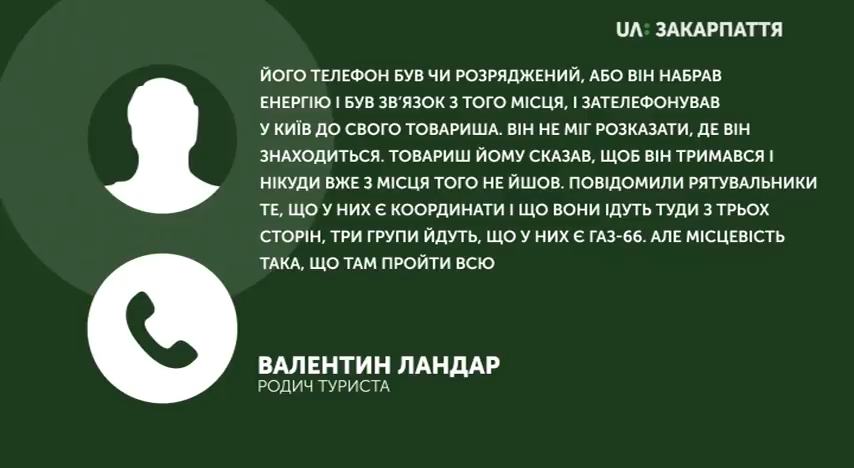 UA: ЗАКАРПАТТЯ
ЙОГО ТЕЛЕФОН БУВ ЧИ РОЗРЯДЖЕНИЙ, АБО ВІН НАБРАВ
ЕНЕРГІЮ І БУВ ЗВ'ЯЗОК З ТОГО МІСЦЯ, І ЗАТЕЛЕФОНУВАВ
У КИЇВ ДО СВОГО ТОВАРИША. ВІН НЕ МІГ РОЗКАЗАТИ, ДЕ ВІН
ЗНАХОДИТЬСЯ. ТОВАРИШ ЙОМУ СКАЗАВ, ЩОБ ВІН ТРИМАВСЯ І
НІКУДИ ВЖЕ З МІСЦЯ ТОГО НЕ ЙШОВ. ПОВІДОМИЛИ РЯТУВАЛЬНИКИ
ТЕ, ЩО У НИХ Є КООРДИНАТИ І ЩО ВОНИ ІДУТЬ ТУДИ З ТРЬОХ
СТОРІН, ТРИ ГРУПИ ЙДУТЬ, ЩО У НИХ Є ГАЗ-66. АЛЕ МІСЦЕВІСТЬ
ТАКА, ЩО ТАМ ПРОЙТИ ВСЮ
ВАЛЕНТИН ЛАНДАР
РОДИЧ ТУРИСТА